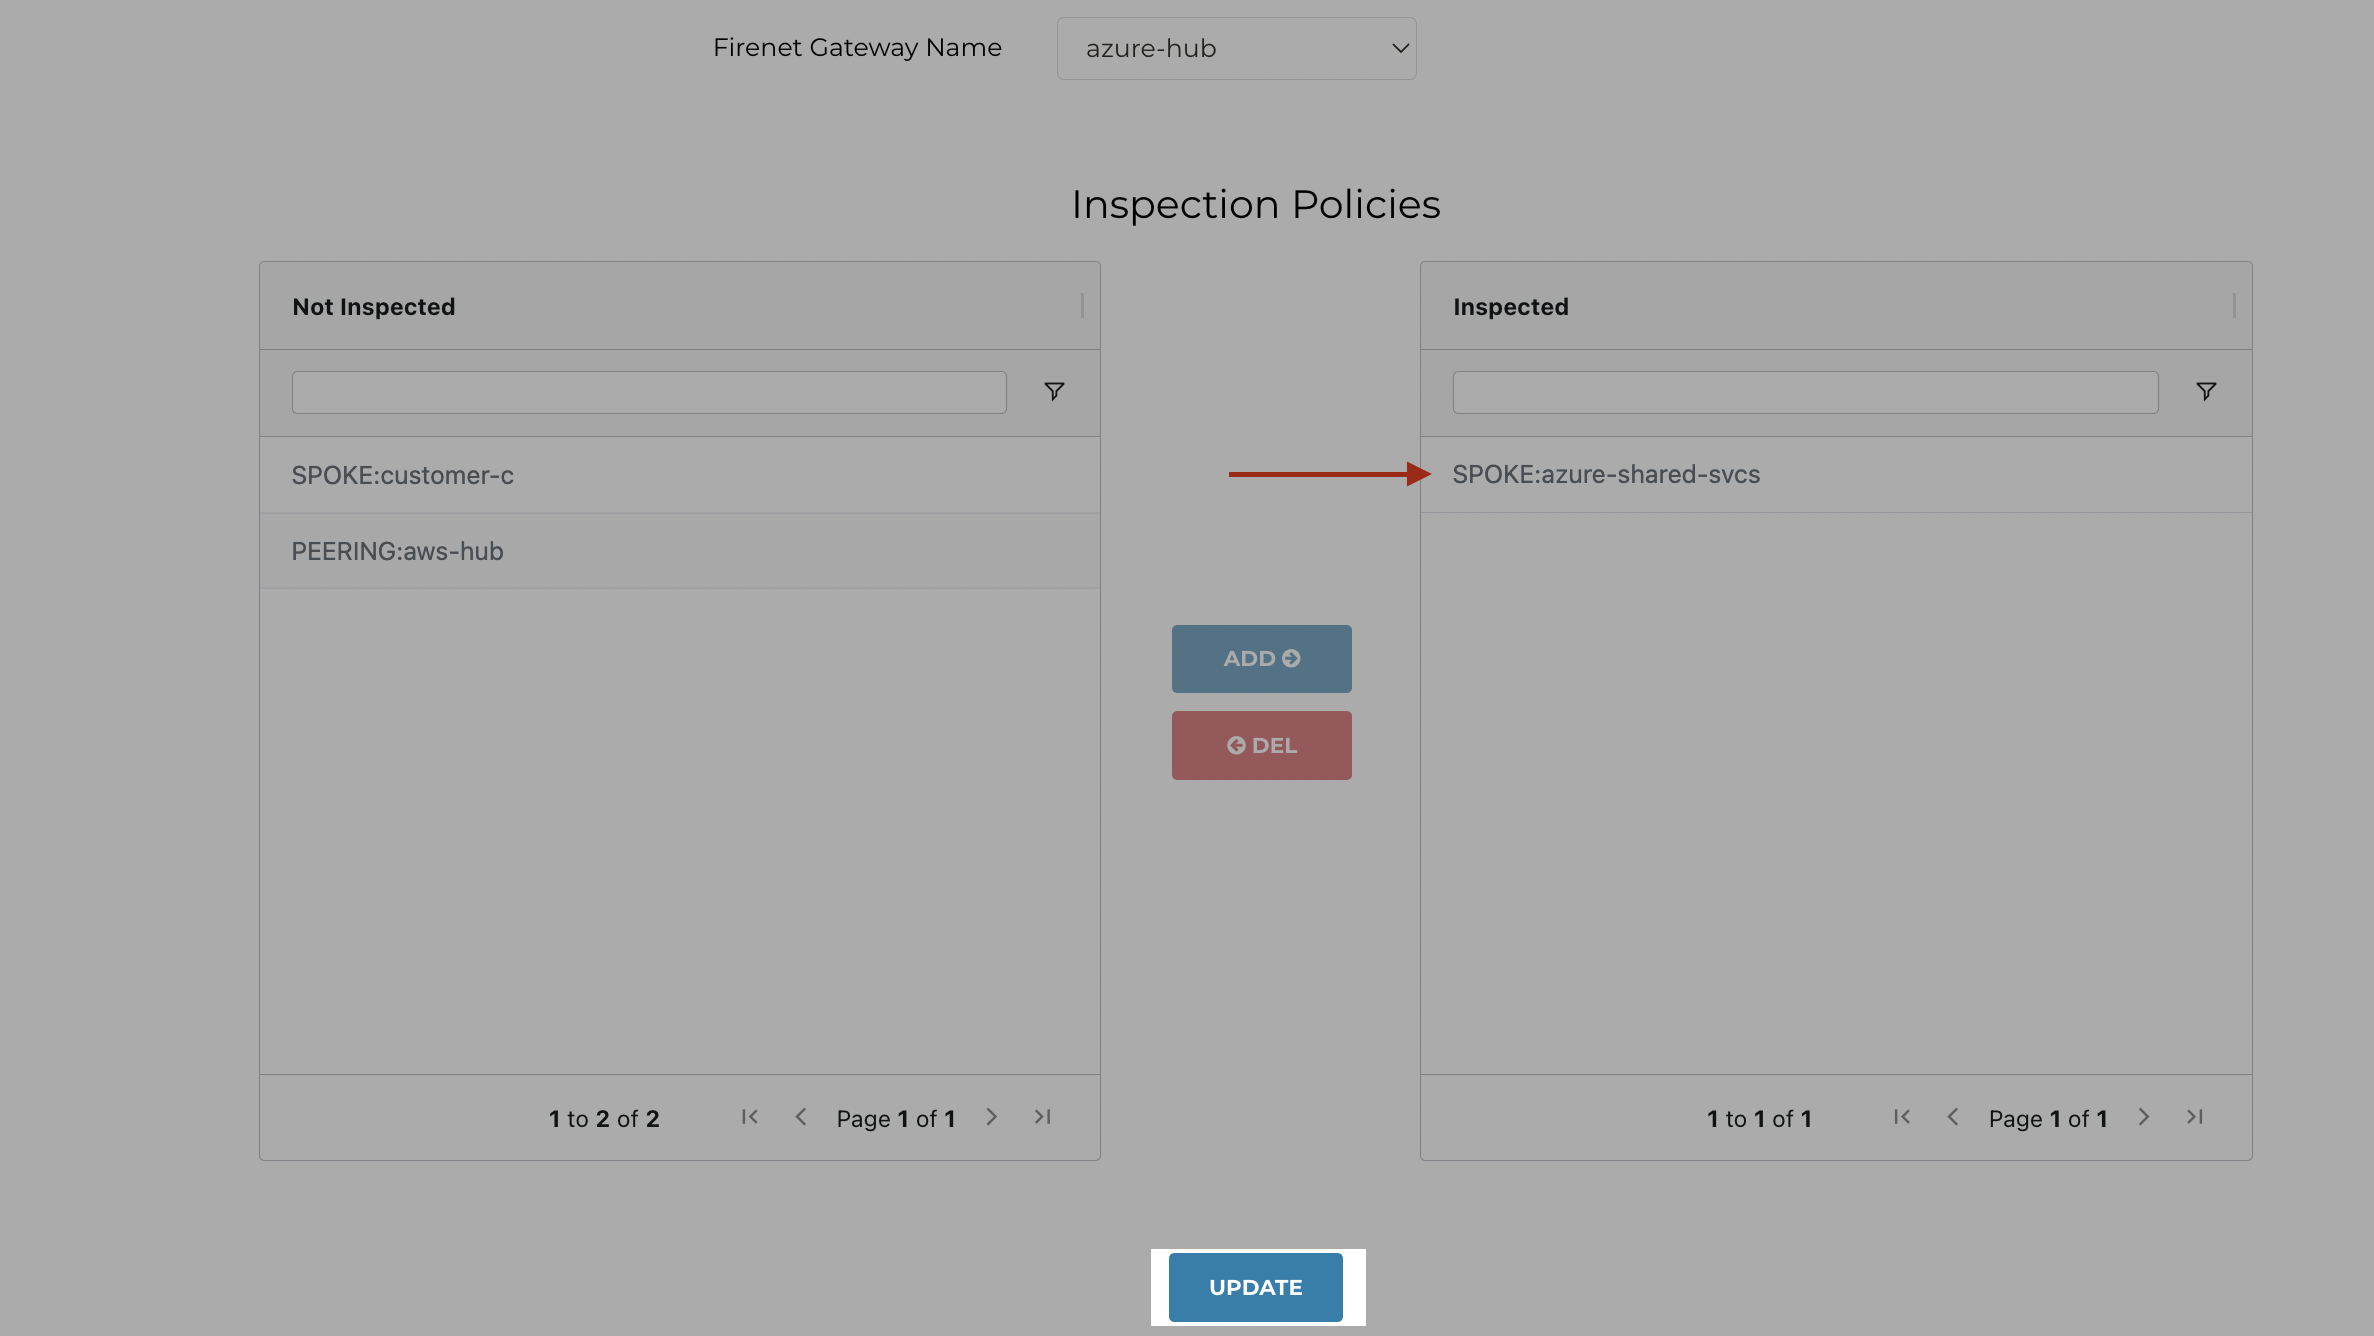 Firenet Gateway Name
azure-hub
Inspection Policies
Not Inspected
SPOKE:customer-c
PEERING:aws-hub
1 to 2 of 2 Page 1 of 1
ADD
DEL
Inspected
SPOKE:azure-shared-svcs
1 to 1 of 1 Page 1 of 1
UPDATE